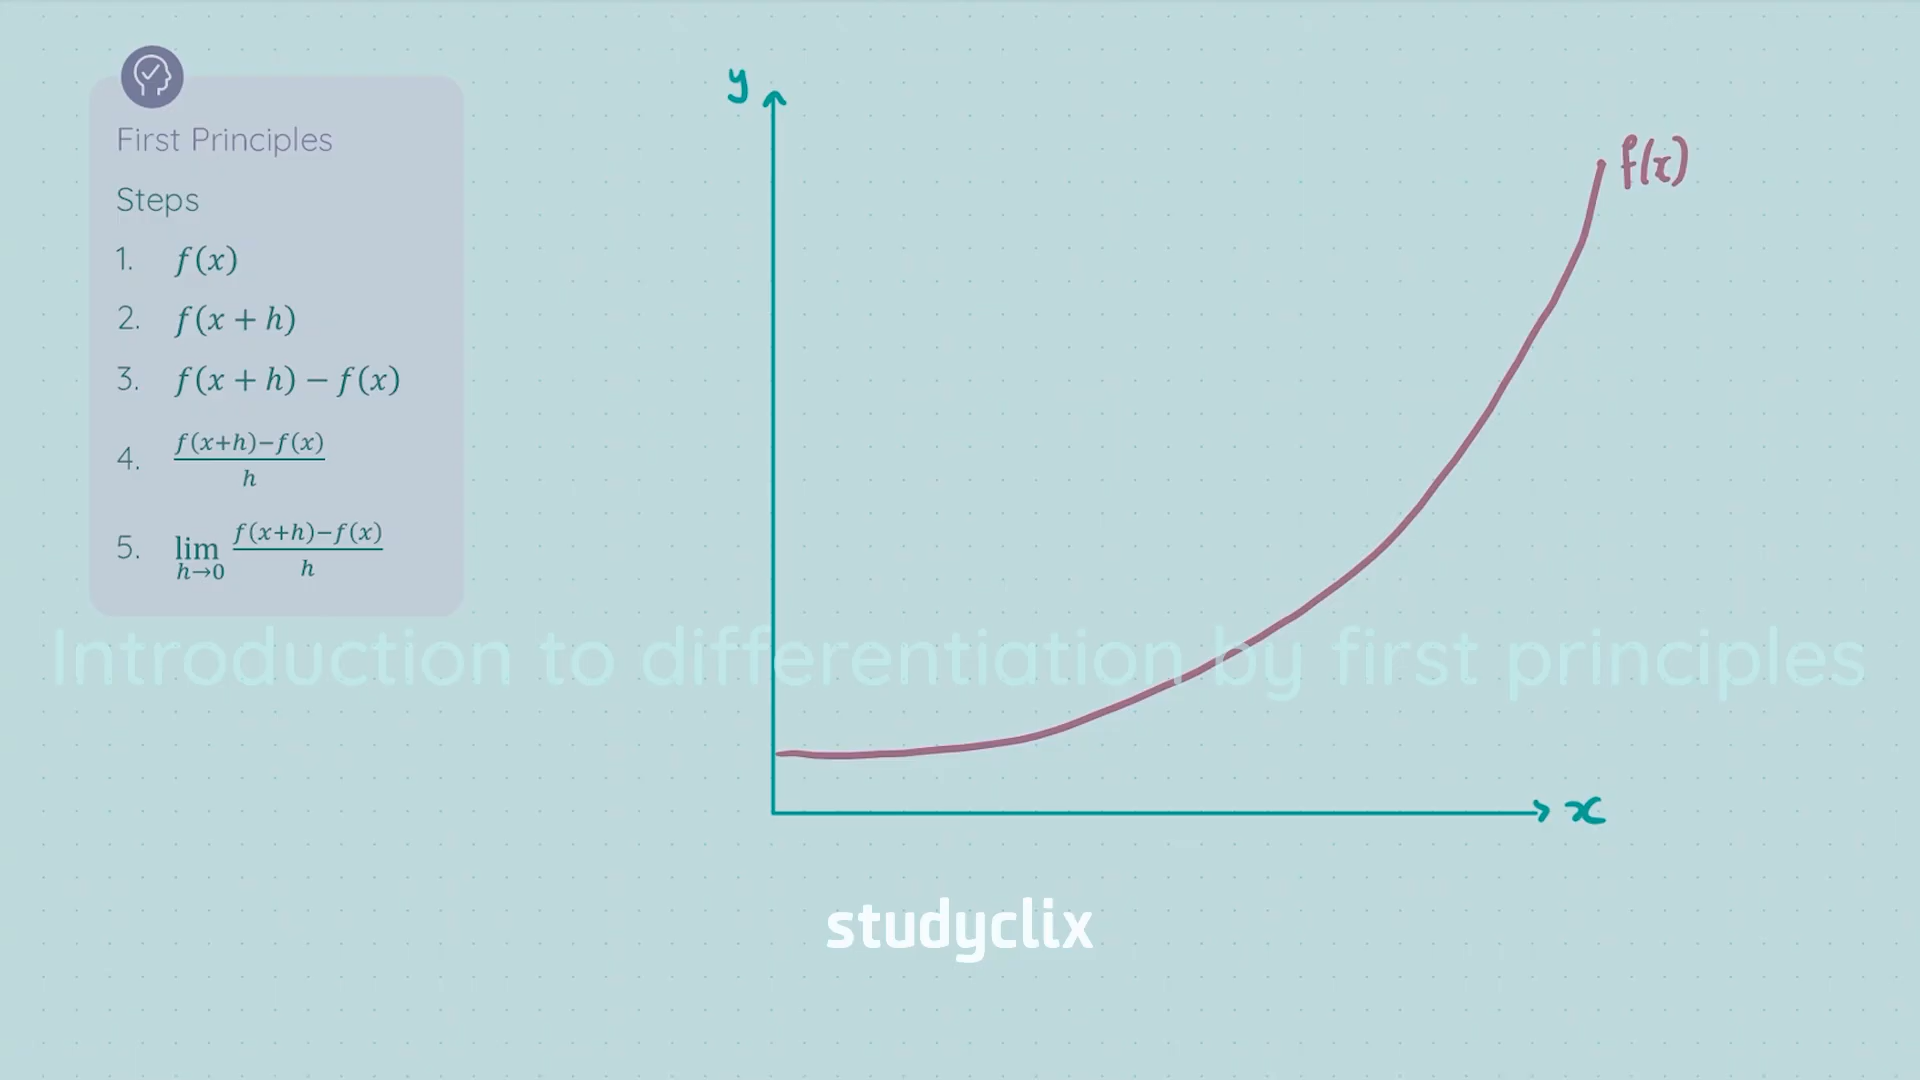 First Principles
Steps
1. f(x)
2. f(x + h)
3. f(x + h) − f(x)
4. f(x+h)−f(x)
h
5. lim h→0 f(x+h)−f(x)
h
y
f(x)
Introduction to differentiation by first principles
x
studyclix